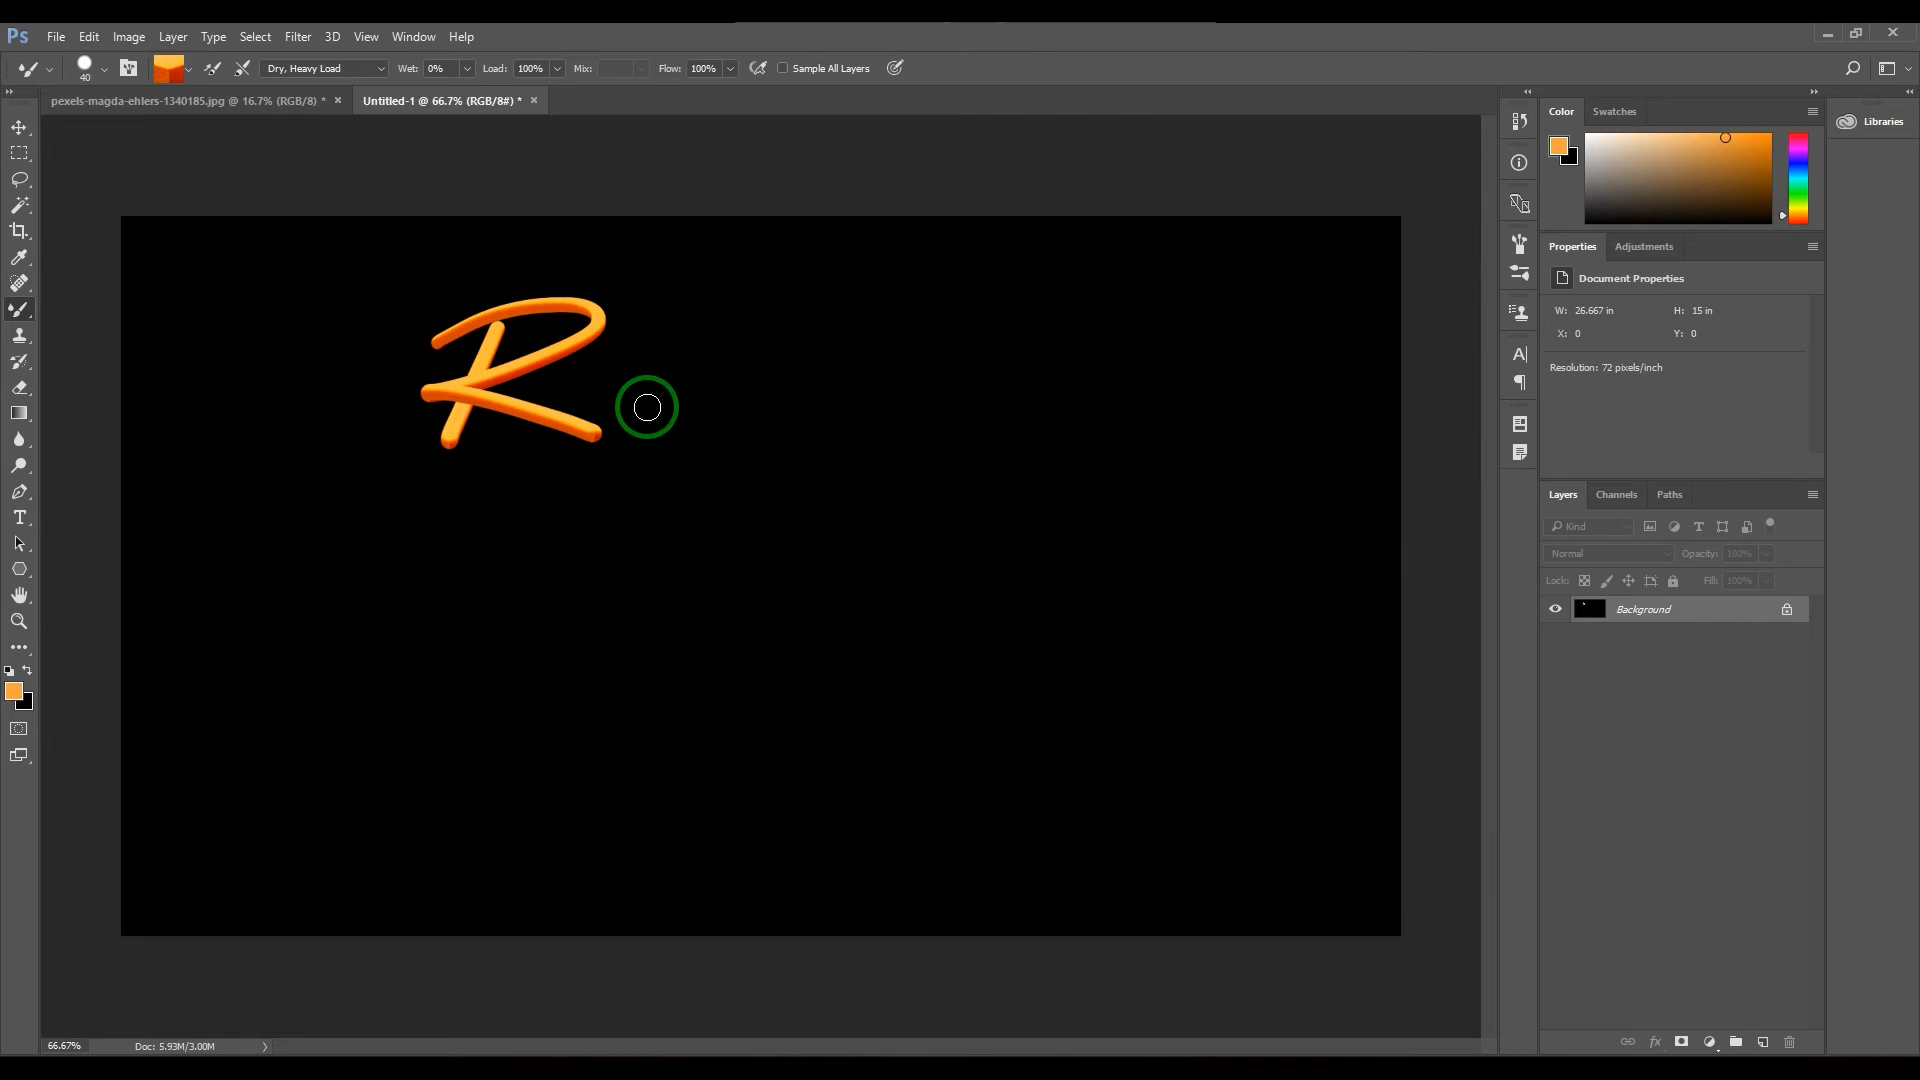 Ps File Edit Image Layer Type Select Filter 3D View Window Help
40 Dry, Heavy Load Wet: 0% Load: 100% Mix: Flow: 100% Sample All Layers
pexels-magda-ehlers-1340185.jpg @ 16.7% (RGB/8) * Untitled-1 @ 66.7% (RGB/8#) *
Color Swatches
Libraries
Properties Adjustments
Document Properties
W: 26.667 in H: 15 in
X: 0 Y: 0
Resolution: 72 pixels/inch
R
Layers Channels Paths
Kind
Normal Opacity: 100%
Lock: Fill: 100%
Background
66.67% Doc: 5.93M/3.00M